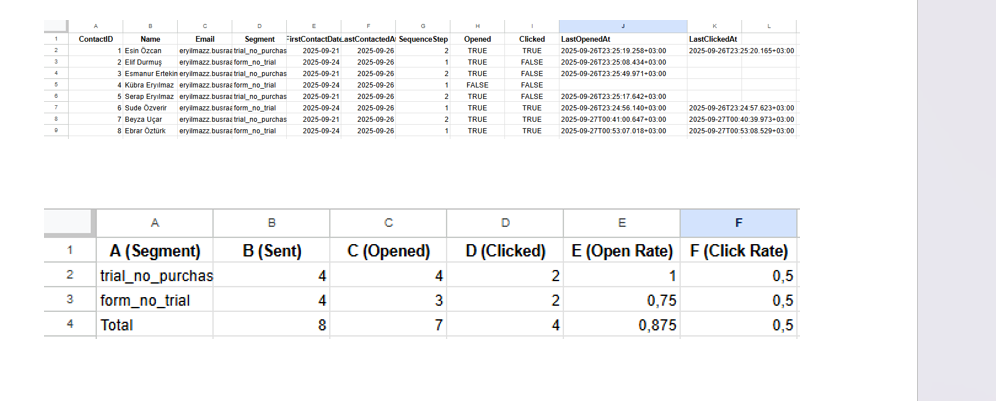 A B C D E F G H I J K L
1 ContactID Name Email Segment FirstContactDate LastContactedAt SequenceStep Opened Clicked LastOpenedAt LastClickedAt
2 1 Esin Özcan eryilmazz.busra trial_no_purchas 2025-09-21 2025-09-26 2 TRUE TRUE 2025-09-26T23:25:19.258+03:00 2025-09-26T23:25:20.165+03:00
3 2 Elif Durmuş eryilmazz.busra form_no_trial 2025-09-24 2025-09-26 1 TRUE FALSE 2025-09-26T23:25:08.434+03:00
4 3 Esmanur Ertekin eryilmazz.busra trial_no_purchas 2025-09-21 2025-09-26 2 TRUE FALSE 2025-09-26T23:25:49.971+03:00
5 4 Kübra Eryılmaz eryilmazz.busra form_no_trial 2025-09-24 2025-09-26 1 FALSE FALSE
6 5 Serap Eryılmaz eryilmazz.busra trial_no_purchas 2025-09-21 2025-09-26 2 TRUE FALSE 2025-09-26T23:25:17.642+03:00
7 6 Sude Özverir eryilmazz.busra form_no_trial 2025-09-24 2025-09-26 1 TRUE TRUE 2025-09-26T23:24:56.140+03:00 2025-09-26T23:24:57.623+03:00
8 7 Beyza Uçar eryilmazz.busra trial_no_purchas 2025-09-21 2025-09-26 2 TRUE TRUE 2025-09-27T00:41:00.647+03:00 2025-09-27T00:40:39.973+03:00
9 8 Ebrar Öztürk eryilmazz.busra form_no_trial 2025-09-24 2025-09-26 1 TRUE TRUE 2025-09-27T00:53:07.018+03:00 2025-09-27T00:53:08.529+03:00
A B C D E F
1 A (Segment) B (Sent) C (Opened) D (Clicked) E (Open Rate) F (Click Rate)
2 trial_no_purchas 4 4 2 1 0,5
3 form_no_trial 4 3 2 0,75 0,5
4 Total 8 7 4 0,875 0,5